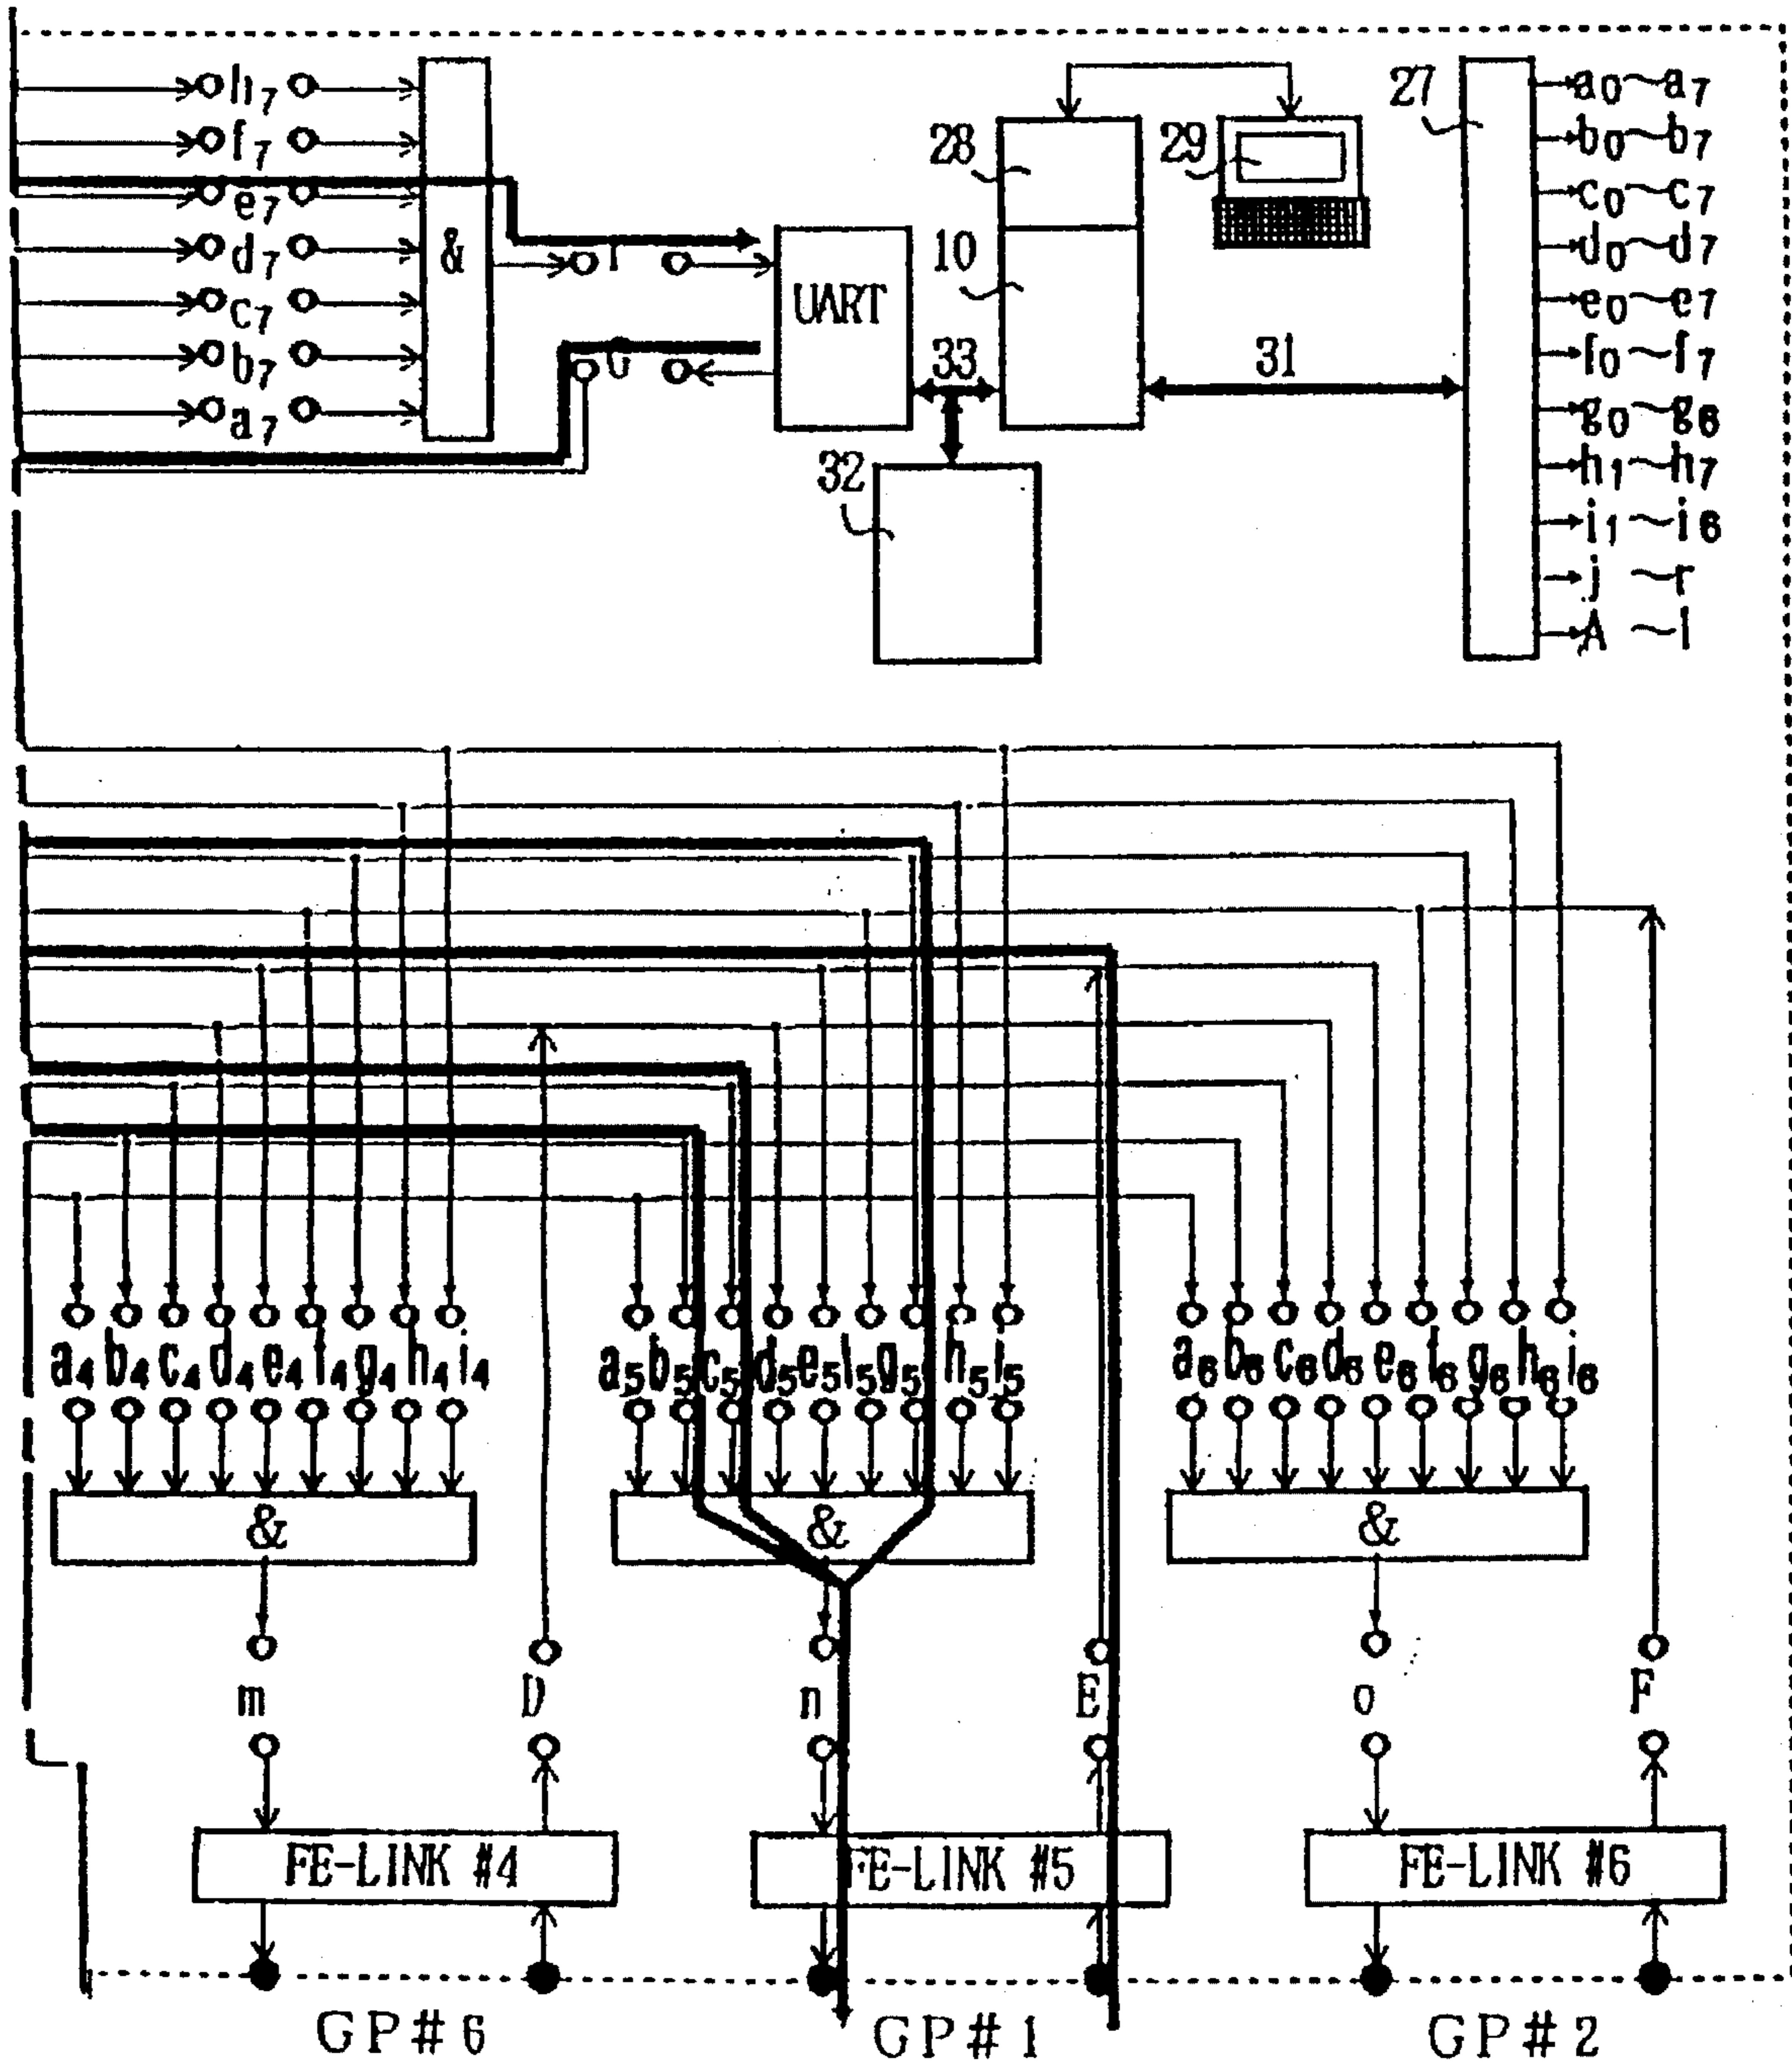 h7
f7
e7
d7
c7
b7
a7
&
UART
28
10
29
27
33
31
32
a0~a7
b0~b7
c0~c7
d0~d7
e0~e7
f0~f7
g0~g6
h1~h7
i1~i6
j ~r
A ~I
a4 b4 c4 d4 e4 f4 g4 h4 i4
a5 b5 c5 d5 e5 f5 g5 h5 i5
a6 b6 c6 d6 e6 f6 g6 h6 i6
& & &
m D n E o F
FE-LINK #4 FE-LINK #5 FE-LINK #6
GP#6 GP#1 GP#2